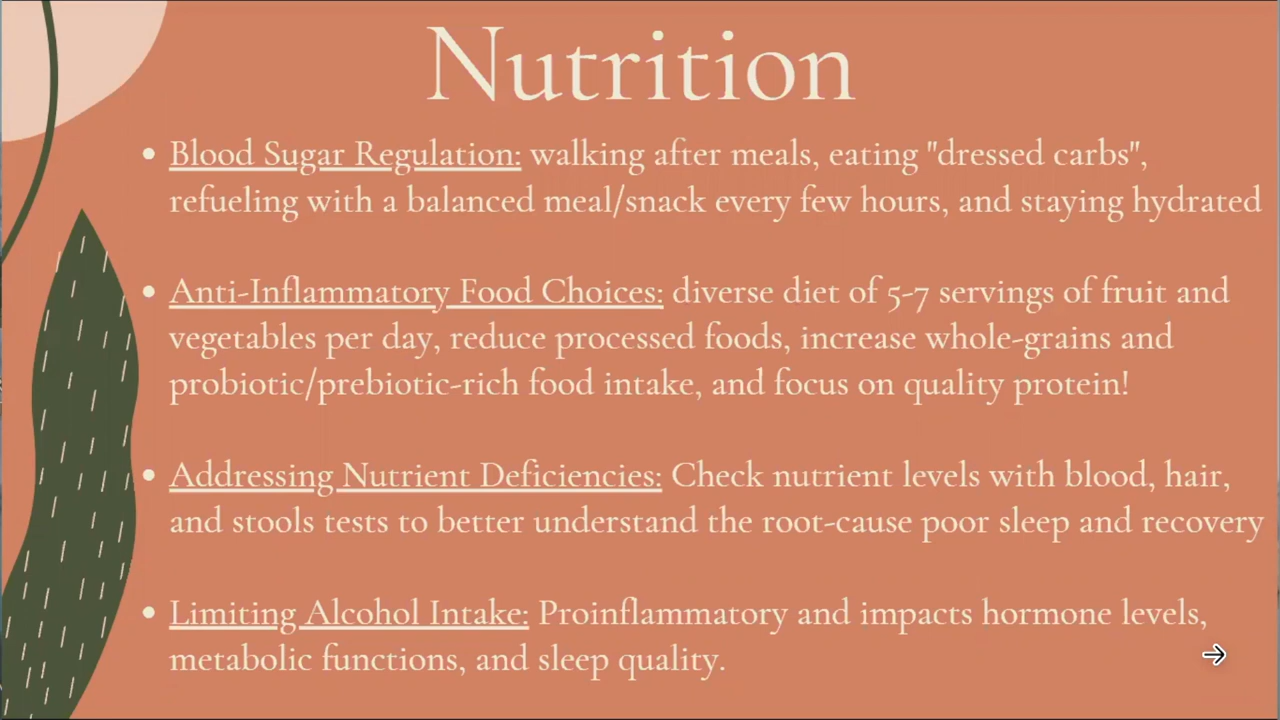 Nutrition
• Blood Sugar Regulation: walking after meals, eating "dressed carbs",
refueling with a balanced meal/snack every few hours, and staying hydrated
• Anti-Inflammatory Food Choices: diverse diet of 5-7 servings of fruit and
vegetables per day, reduce processed foods, increase whole-grains and
probiotic/prebiotic-rich food intake, and focus on quality protein!
• Addressing Nutrient Deficiencies: Check nutrient levels with blood, hair,
and stools tests to better understand the root-cause poor sleep and recovery
• Limiting Alcohol Intake: Proinflammatory and impacts hormone levels,
metabolic functions, and sleep quality.